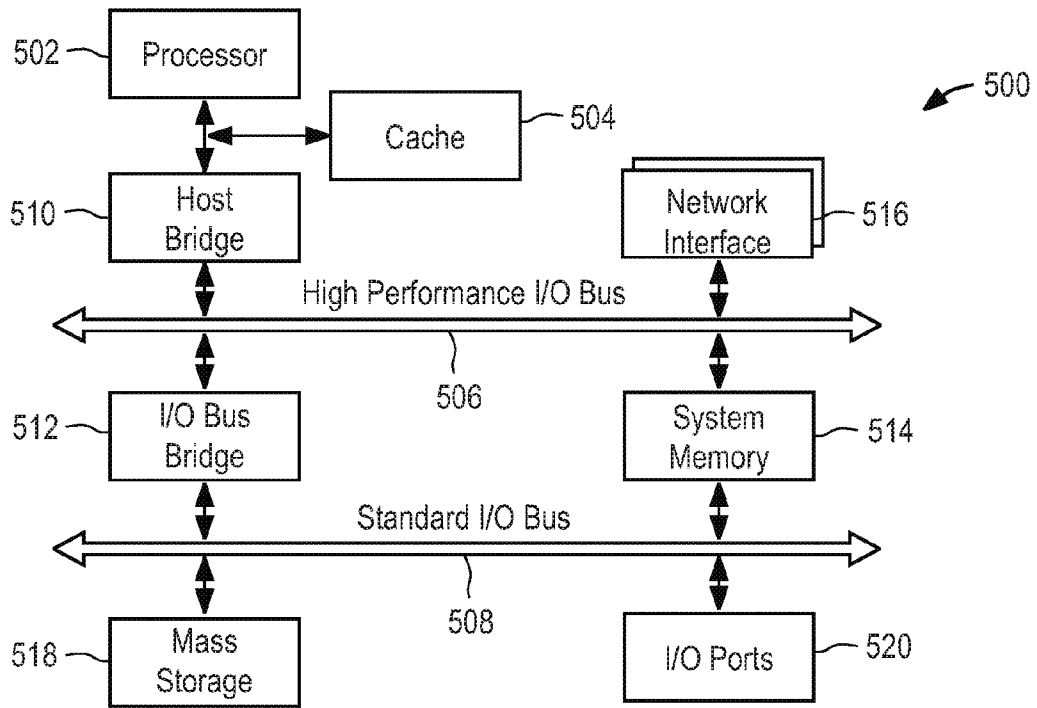 502
Processor
500
504
Cache
510
Host
Bridge
Network
Interface
516
High Performance I/O Bus
506
512
I/O Bus
Bridge
System
Memory
514
Standard I/O Bus
508
518
Mass
Storage
I/O Ports
520